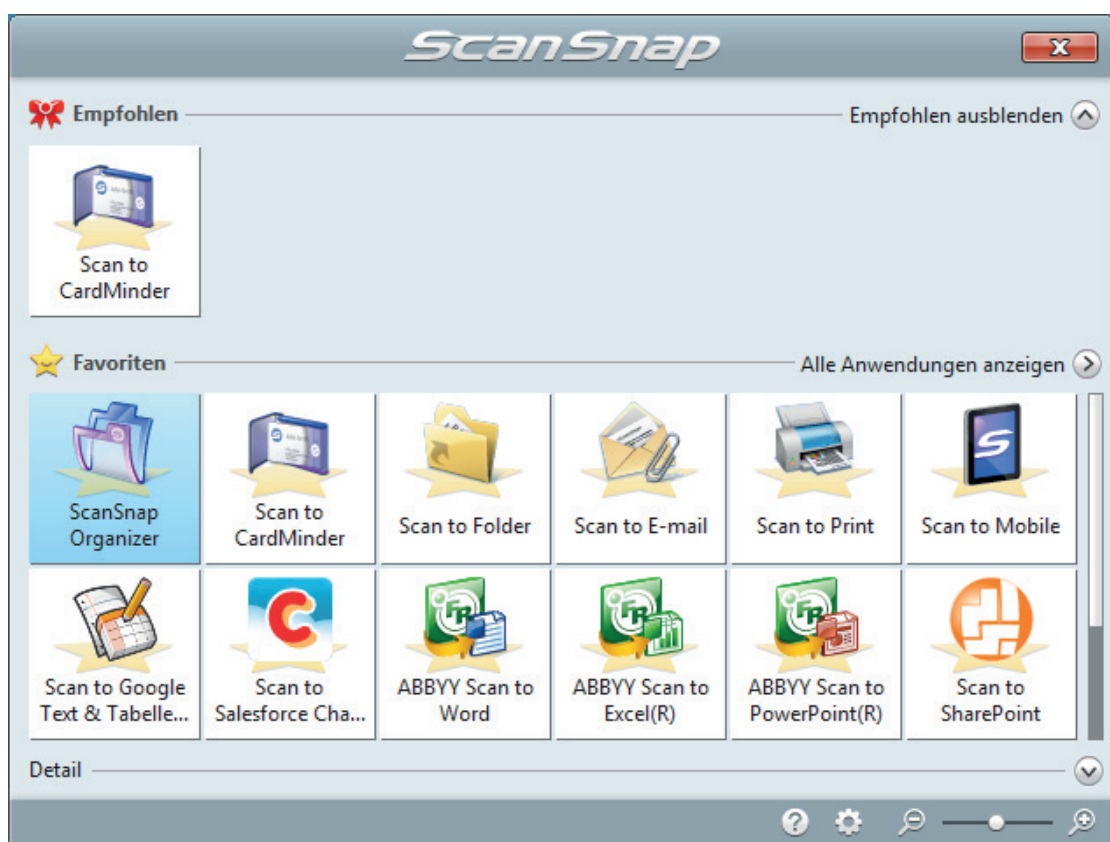 ScanSnap
Empfohlen
Empfohlen ausblenden
Scan to
CardMinder
Favoriten
Alle Anwendungen anzeigen
ScanSnap
Organizer
Scan to
CardMinder
Scan to Folder
Scan to E-mail
Scan to Print
Scan to Mobile
Scan to Google
Text & Tabelle...
Scan to
Salesforce Cha...
ABBYY Scan to
Word
ABBYY Scan to
Excel(R)
ABBYY Scan to
PowerPoint(R)
Scan to
SharePoint
Detail